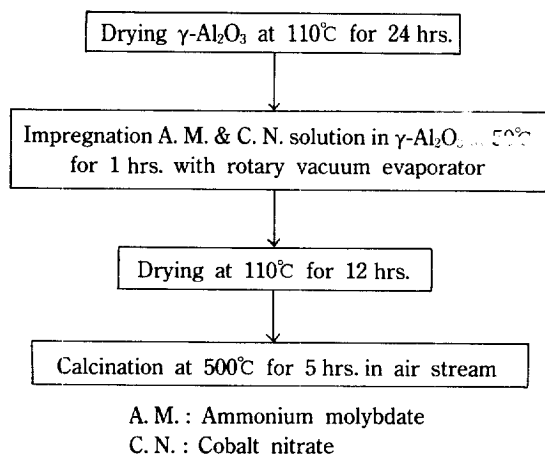 Drying γ-Al₂O₃ at 110℃ for 24 hrs.
Impregnation A. M. & C. N. solution in γ-Al₂O₃ 50℃
for 1 hrs. with rotary vacuum evaporator
Drying at 110℃ for 12 hrs.
Calcination at 500℃ for 5 hrs. in air stream
A. M. : Ammonium molybdate
C. N. : Cobalt nitrate